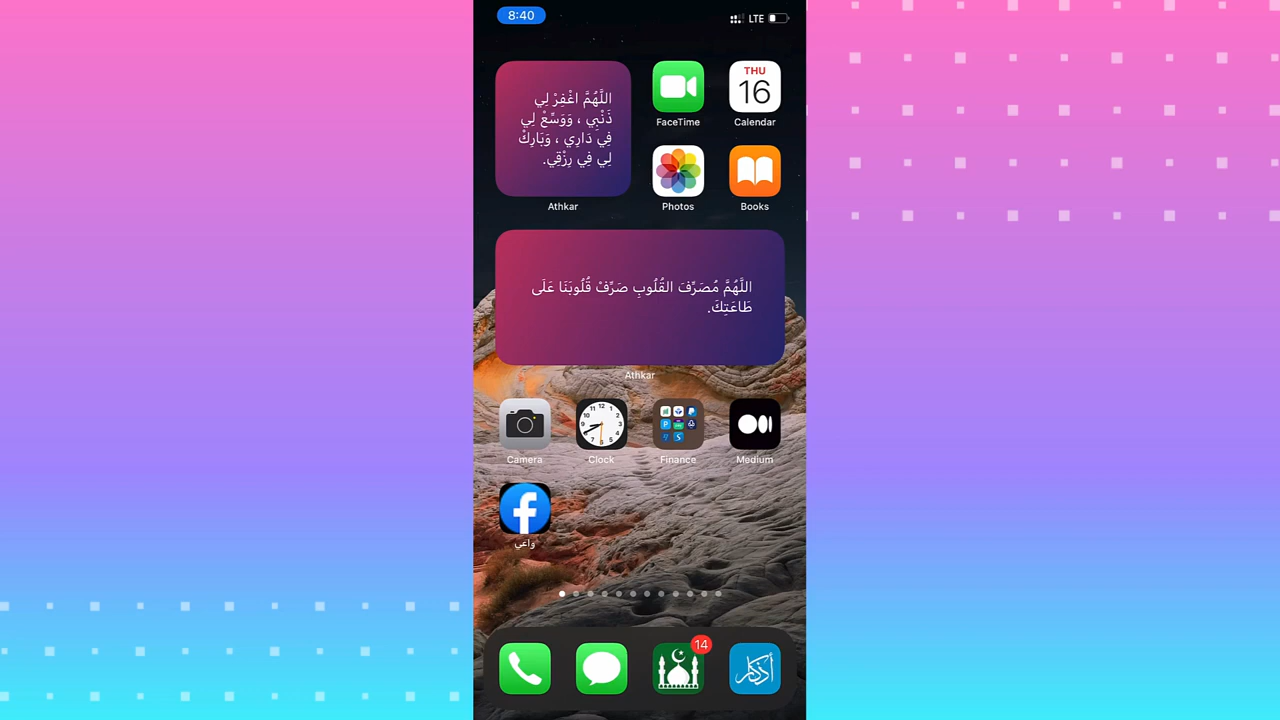 8:40
LTE
اللَّهُمَّ اغْفِرْ لِي
ذَنْبِي ، وَوَسِّعْ لِي
فِي دَارِي ، وَبَارِكْ
لِي فِي رِزْقِي.
Athkar
FaceTime
THU
16
Calendar
Photos
Books
اللَّهُمَّ مُصَرِّفَ القُلُوبِ صَرِّفْ قُلُوبَنَا عَلَى
طَاعَتِكَ.
Athkar
Camera
Clock
Finance
Medium
واعي
14
أذكار